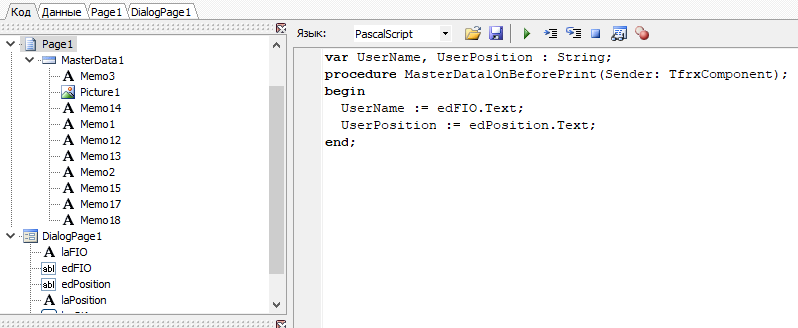 Код Данные Page1 DialogPage1
Page1
MasterData1
Memo3
Picture1
Memo14
Memo1
Memo12
Memo13
Memo2
Memo15
Memo17
Memo18
DialogPage1
laFIO
edFIO
edPosition
laPosition
Язык: PascalScript
var UserName, UserPosition : String;
procedure MasterData1OnBeforePrint(Sender: TfrxComponent);
begin
UserName := edFIO.Text;
UserPosition := edPosition.Text;
end;